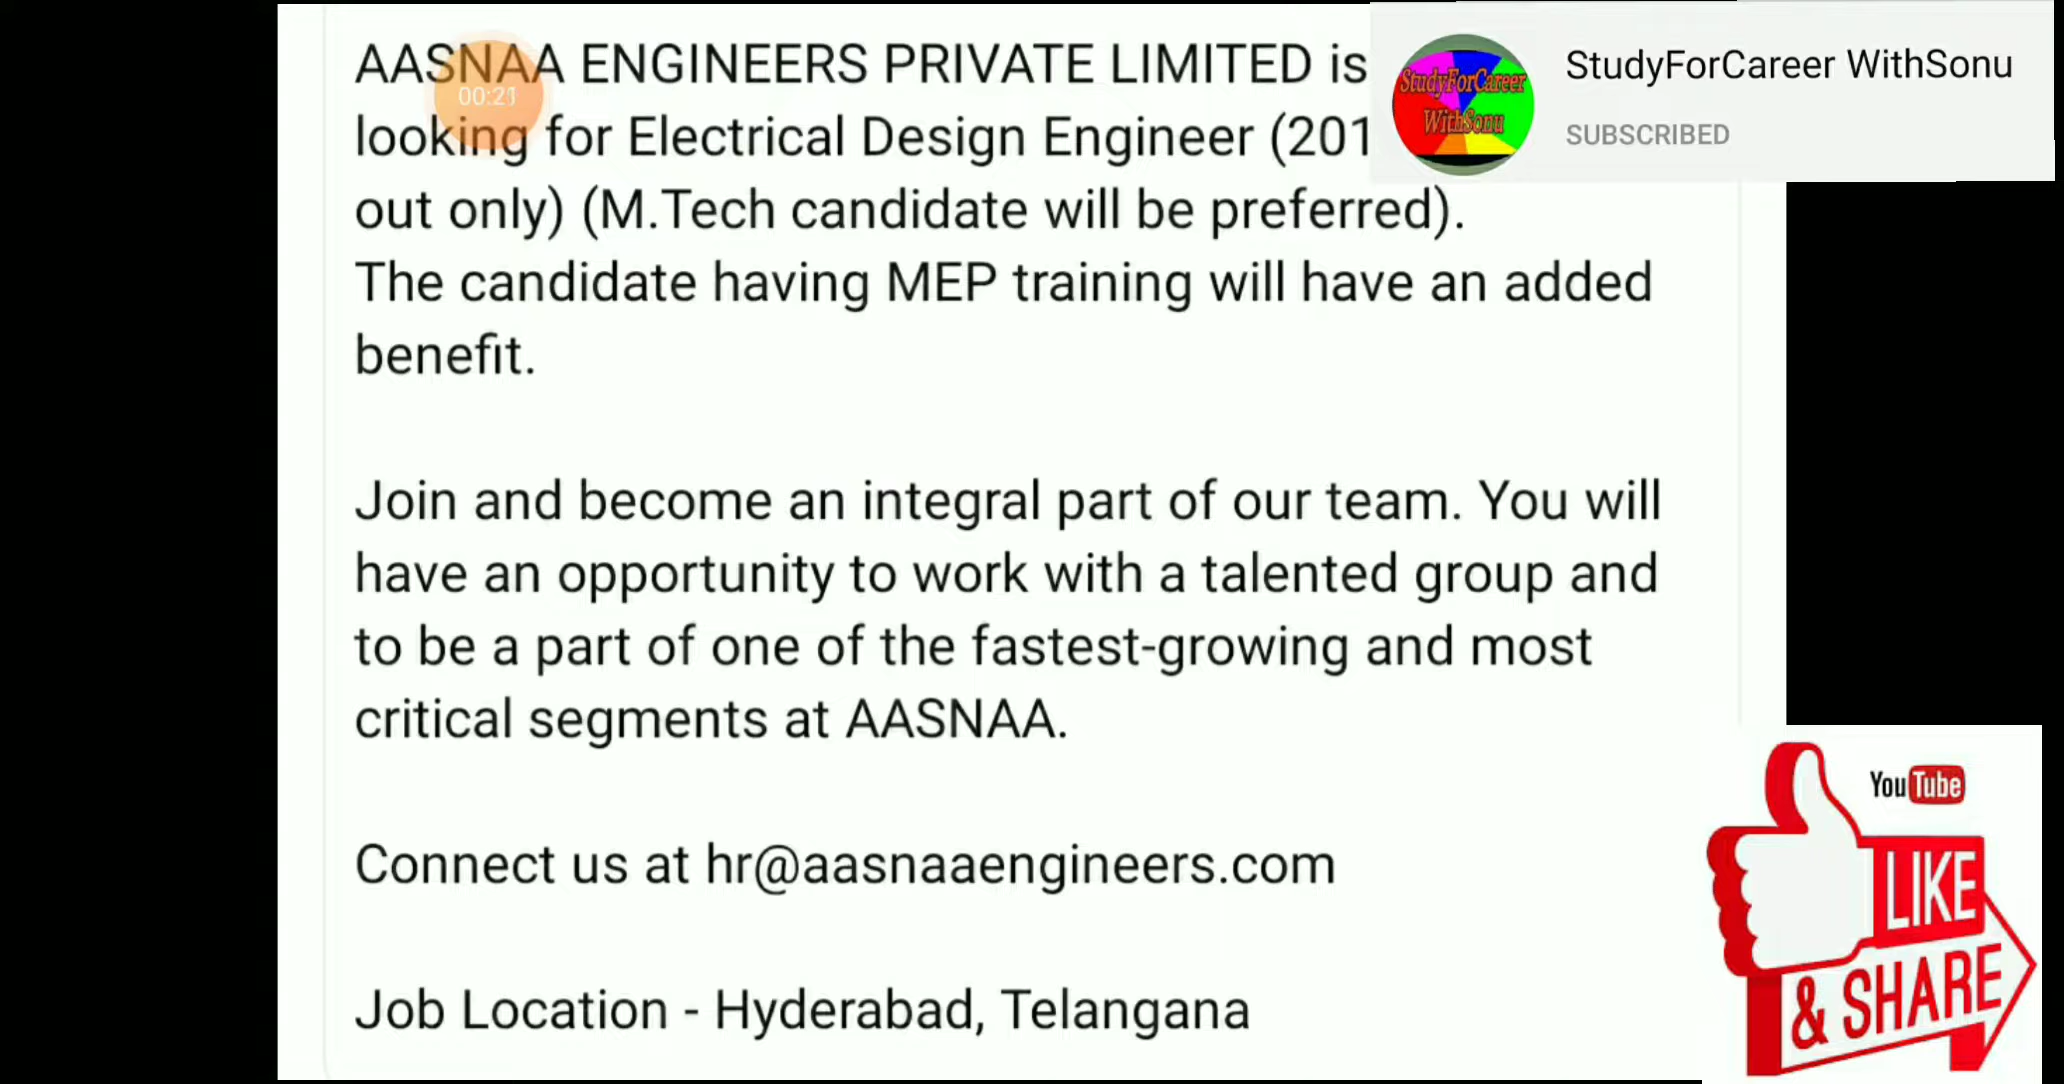 AASNAA ENGINEERS PRIVATE LIMITED is
00:21
looking for Electrical Design Engineer (201
out only) (M.Tech candidate will be preferred).
The candidate having MEP training will have an added
benefit.
Join and become an integral part of our team. You will
have an opportunity to work with a talented group and
to be a part of one of the fastest-growing and most
critical segments at AASNAA.
Connect us at hr@aasnaaengineers.com
Job Location - Hyderabad, Telangana
StudyForCareer
WithSonu
StudyForCareer WithSonu
SUBSCRIBED
YouTube
LIKE
& SHARE